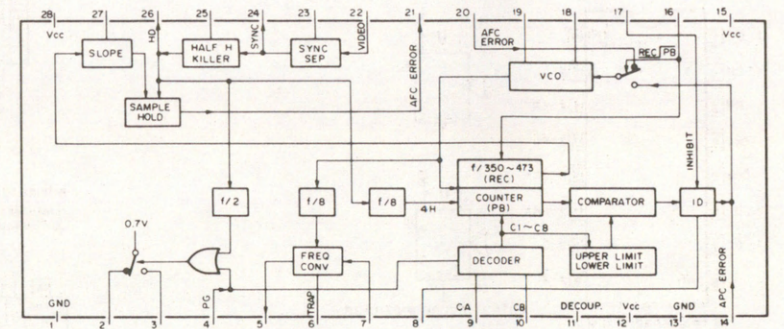 28 27 26 25 24 23 22 21 20 19 18 17 16 15
Vcc
HD
SYNC
VIDEO
AFC ERROR
AFC
ERROR
REC PB
Vcc
SLOPE
HALF H
KILLER
SYNC
SEP
VCO
SAMPLE
HOLD
INHIBIT
f/350~473
(REC)
COUNTER
(PB)
f/2
f/8
f/8
4H
COMPARATOR
ID
C1~C8
0.7V
FREQ
CONV
DECODER
UPPER LIMIT
LOWER LIMIT
APC ERROR
GND
PG
TRAP
CA
CB
DECOUP.
Vcc
GND
1 2 3 4 5 6 7 8 9 10 11 12 13 14